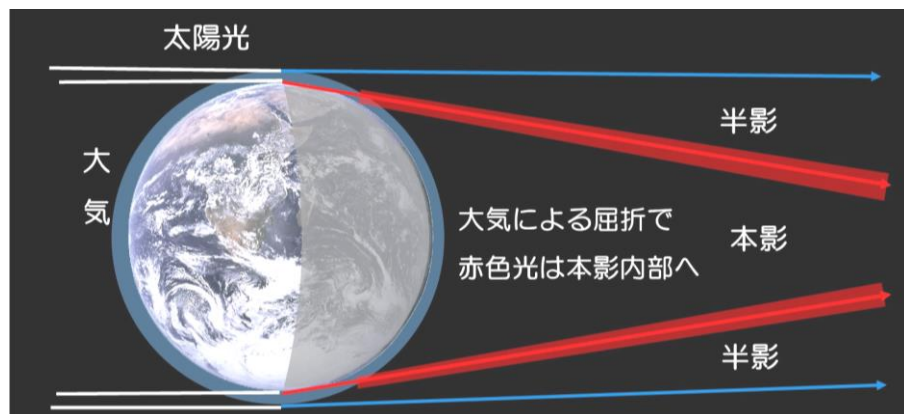 太陽光
大
気
半影
大気による屈折で
赤色光は本影内部へ
本影
半影